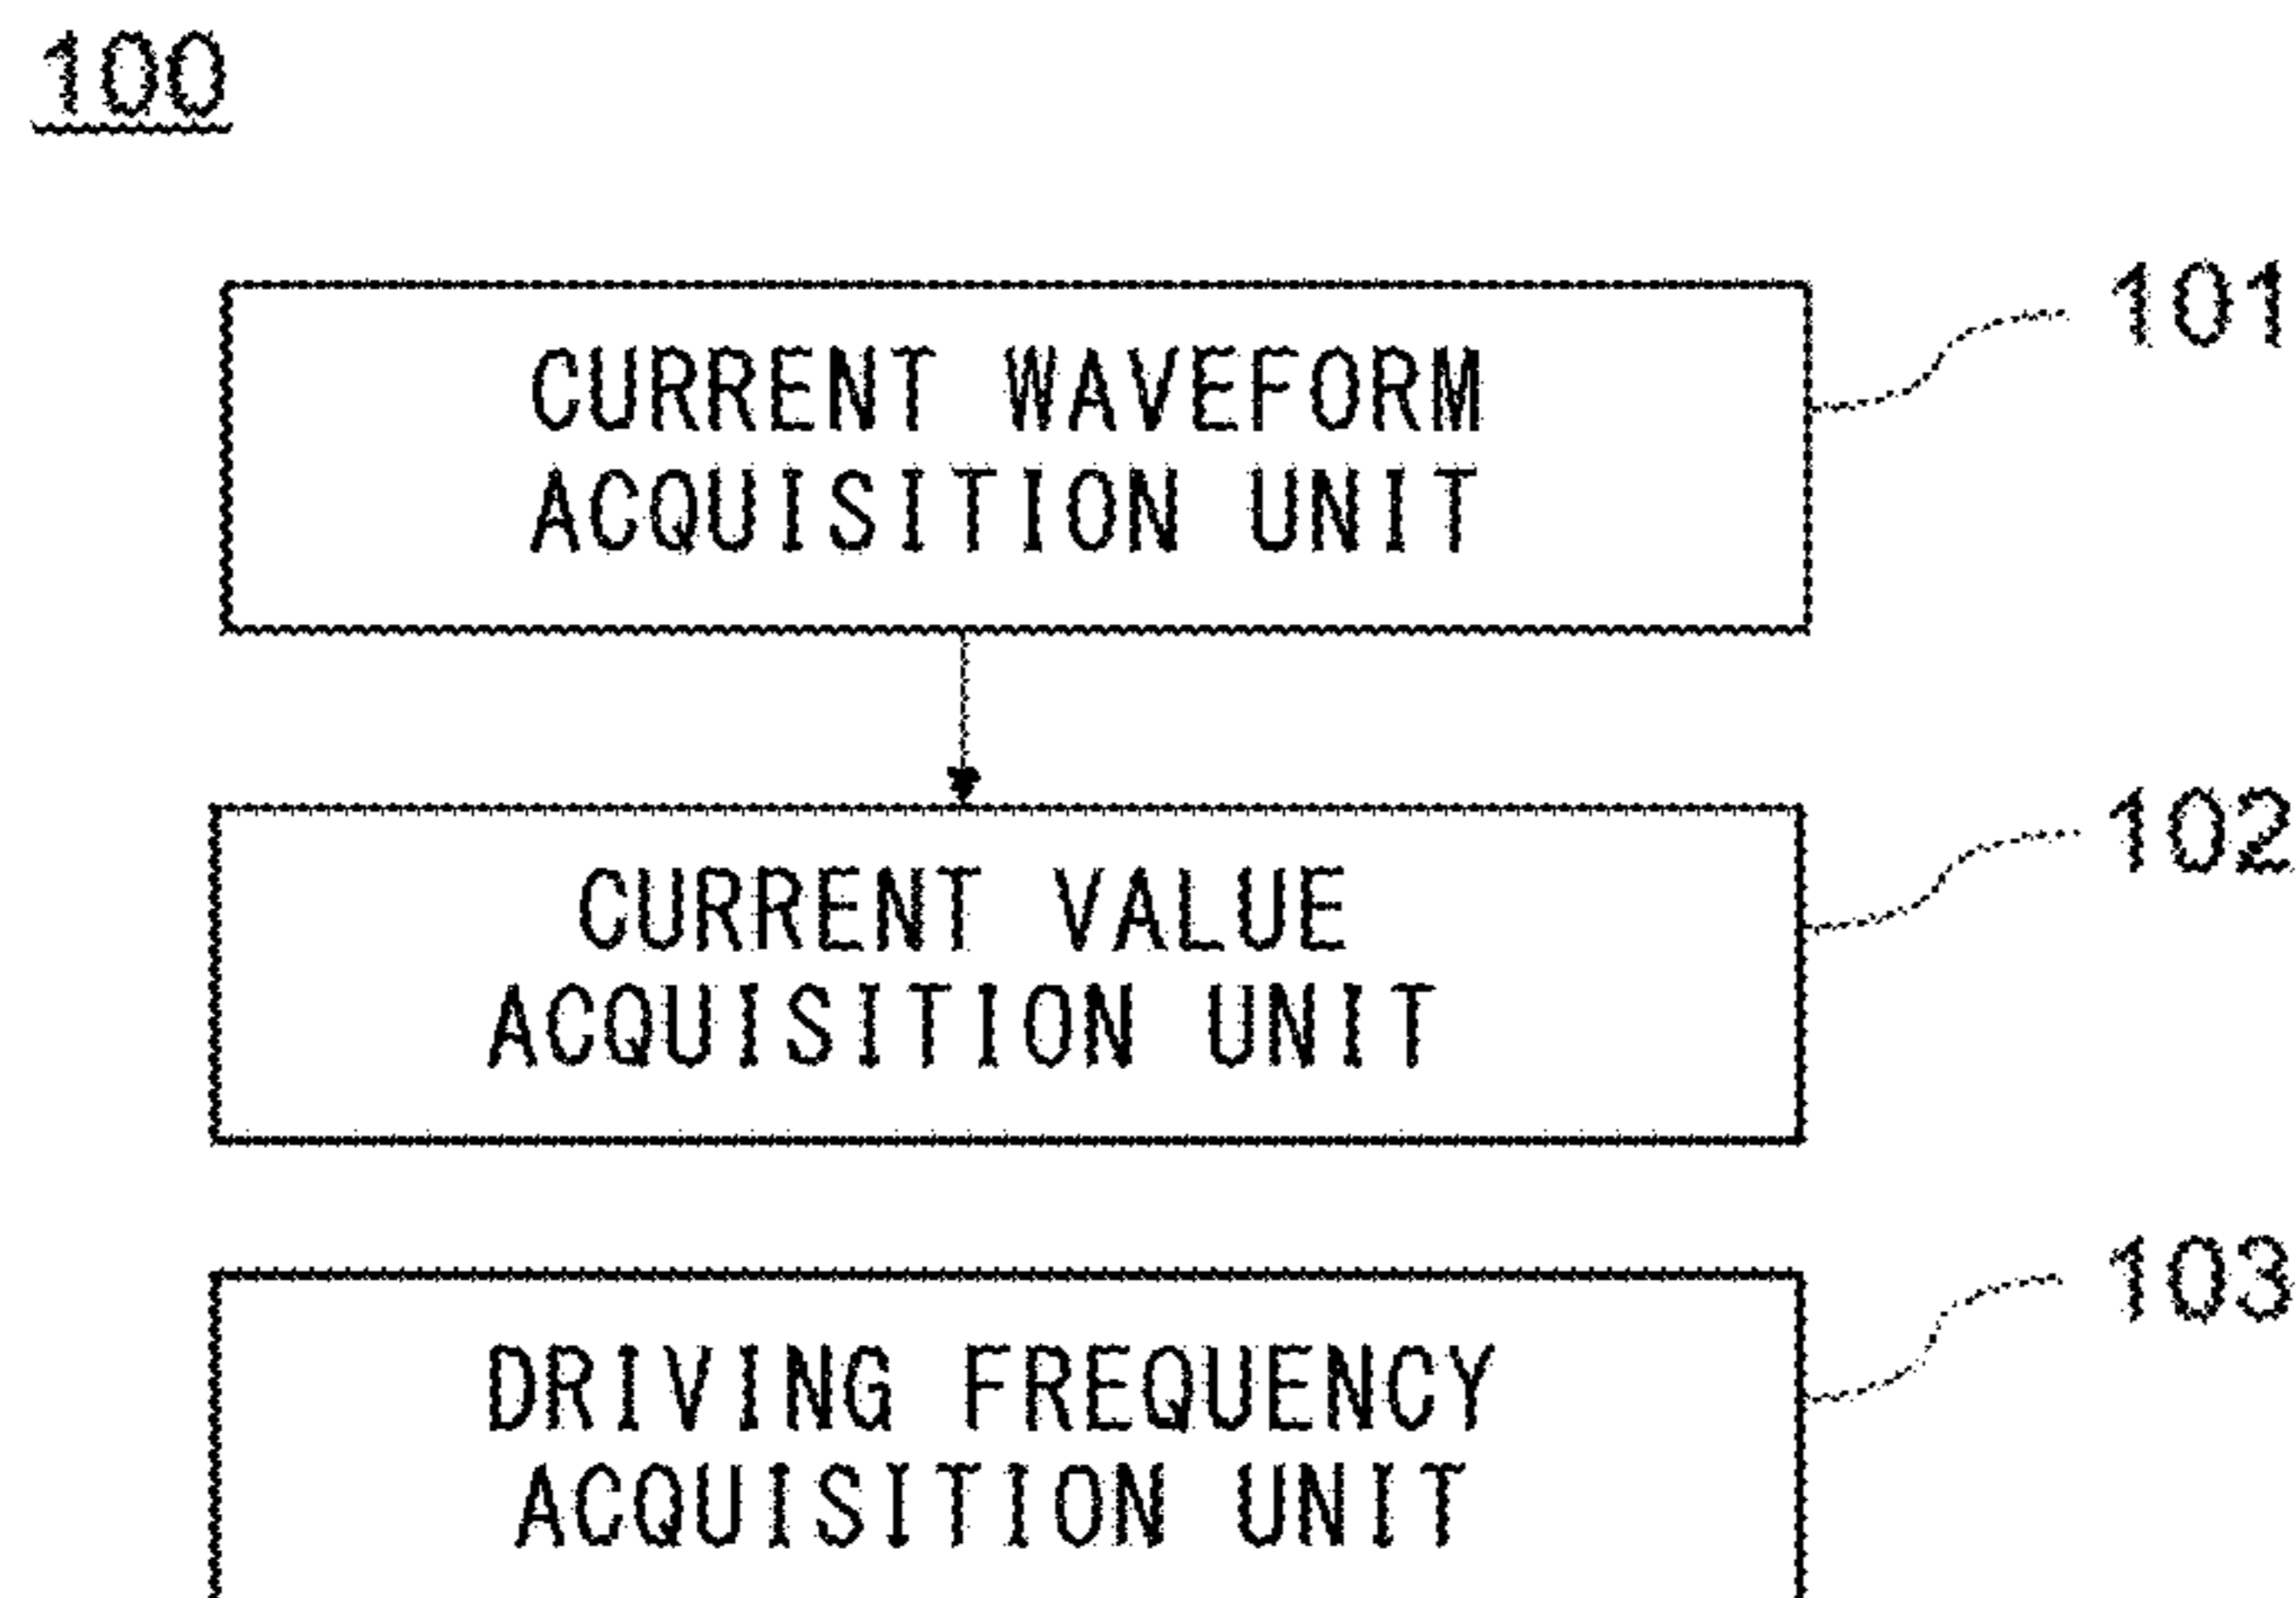 100
CURRENT WAVEFORM
ACQUISITION UNIT
101
CURRENT VALUE
ACQUISITION UNIT
102
DRIVING FREQUENCY
ACQUISITION UNIT
103